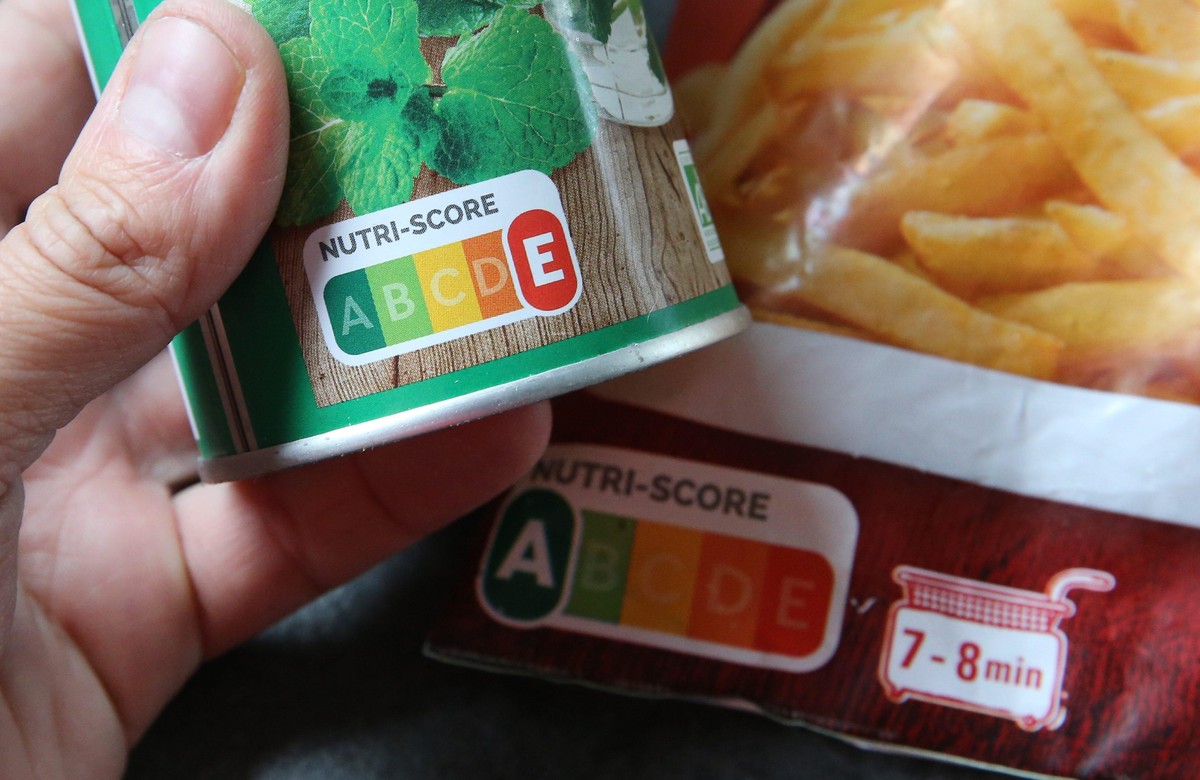 NUTRI-SCORE
A B C D E
NUTRI-SCORE
A B C D E
7-8 min